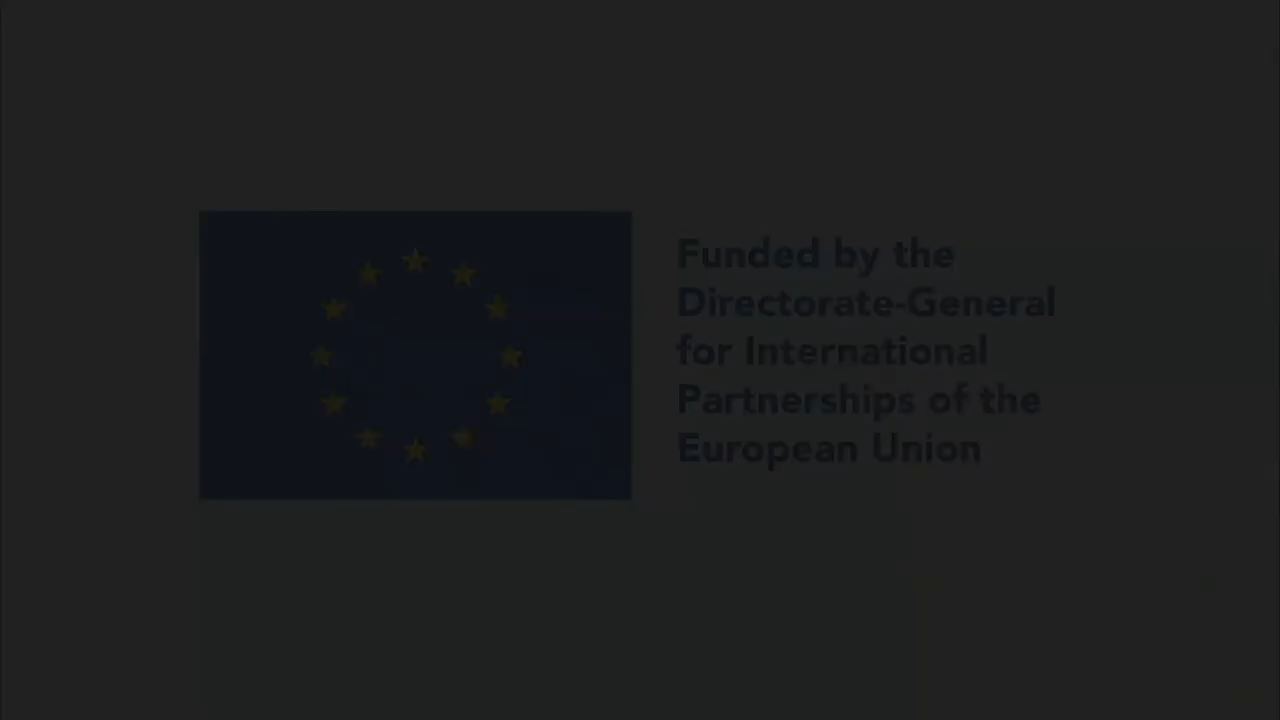 Funded by the
Directorate-General
for International
Partnerships of the
European Union